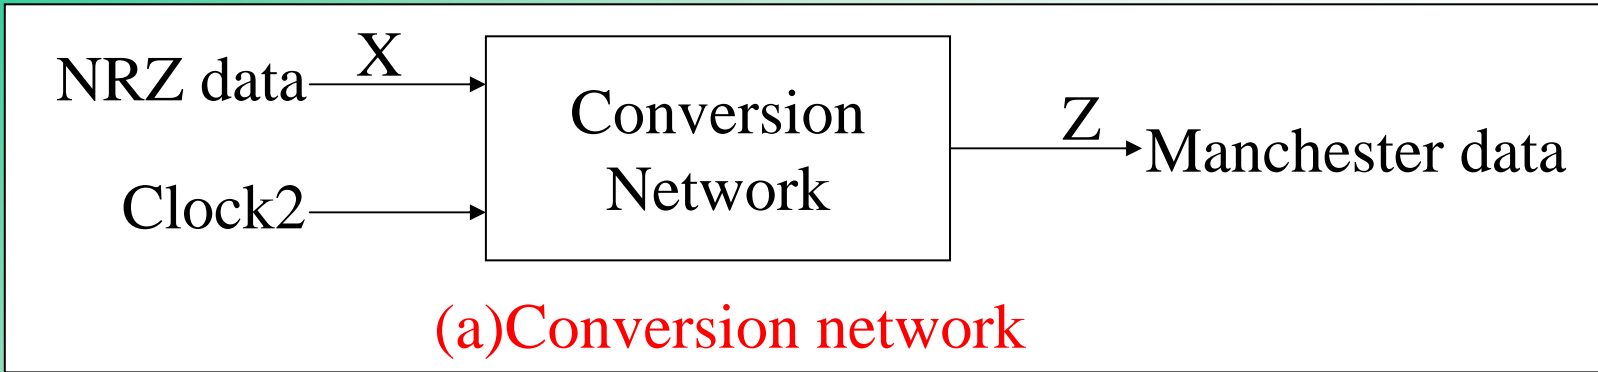 NRZ data
X
Conversion
Network
Z
Manchester data
Clock2
(a)Conversion network